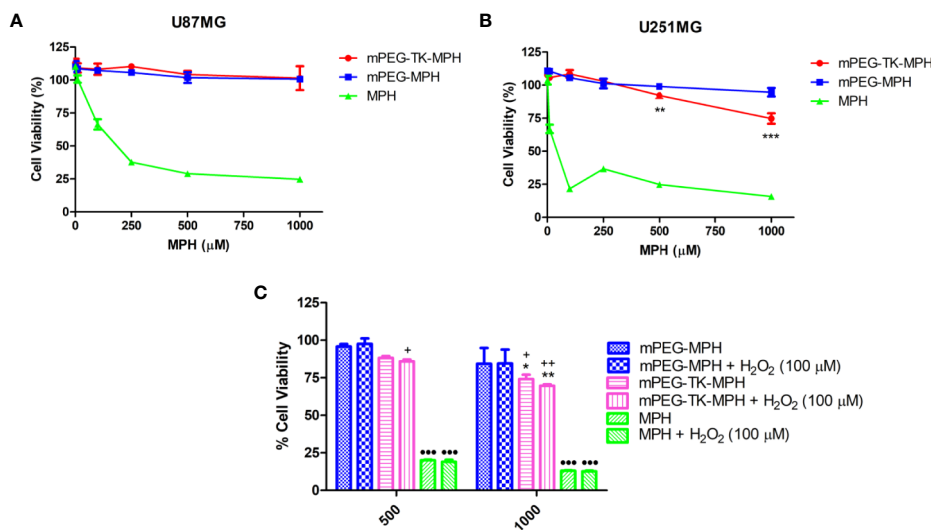 A
U87MG
125
100
75
50
25
0
Cell Viability (%)
0
250
500
750
1000
MPH (μM)
mPEG-TK-MPH
mPEG-MPH
MPH
B
U251MG
125
100
75
50
25
0
Cell Viability (%)
**
***
0
250
500
750
1000
MPH (μM)
mPEG-TK-MPH
mPEG-MPH
MPH
C
125
100
75
50
25
0
% Cell Viability
+
••• •••
+
*
++
**
••• •••
500
1000
mPEG-MPH
mPEG-MPH + H₂O₂ (100 μM)
mPEG-TK-MPH
mPEG-TK-MPH + H₂O₂ (100 μM)
MPH
MPH + H₂O₂ (100 μM)